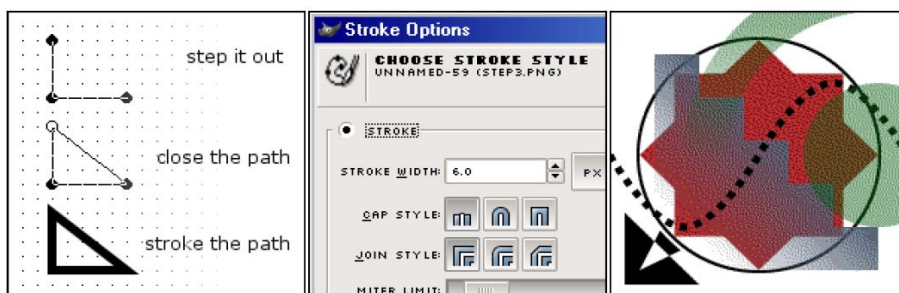 step it out
close the path
stroke the path
Stroke Options
CHOOSE STROKE STYLE
UNNAMED-59 (STEP3.PNG)
STROKE
STROKE WIDTH: 6.0 PX
CAP STYLE:
JOIN STYLE:
MITER LIMIT: